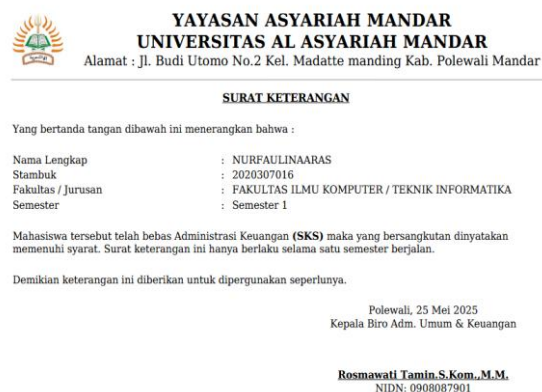 YAYASAN ASYARIAH MANDAR
UNIVERSITAS AL ASYARIAH MANDAR
Alamat : Jl. Budi Utomo No.2 Kel. Madatte manding Kab. Polewali Mandar
SURAT KETERANGAN
Yang bertanda tangan dibawah ini menerangkan bahwa :
Nama Lengkap : NURFAULINAARAS
Stambuk : 2020307016
Fakultas / Jurusan : FAKULTAS ILMU KOMPUTER / TEKNIK INFORMATIKA
Semester : Semester 1
Mahasiswa tersebut telah bebas Administrasi Keuangan (SKS) maka yang bersangkutan dinyatakan
memenuhi syarat. Surat keterangan ini hanya berlaku selama satu semester berjalan.
Demikian keterangan ini diberikan untuk dipergunakan seperlunya.
Polewali, 25 Mei 2025
Kepala Biro Adm. Umum & Keuangan
Rosmawati Tamin.S.Kom.,M.M.
NIDN: 0908087901